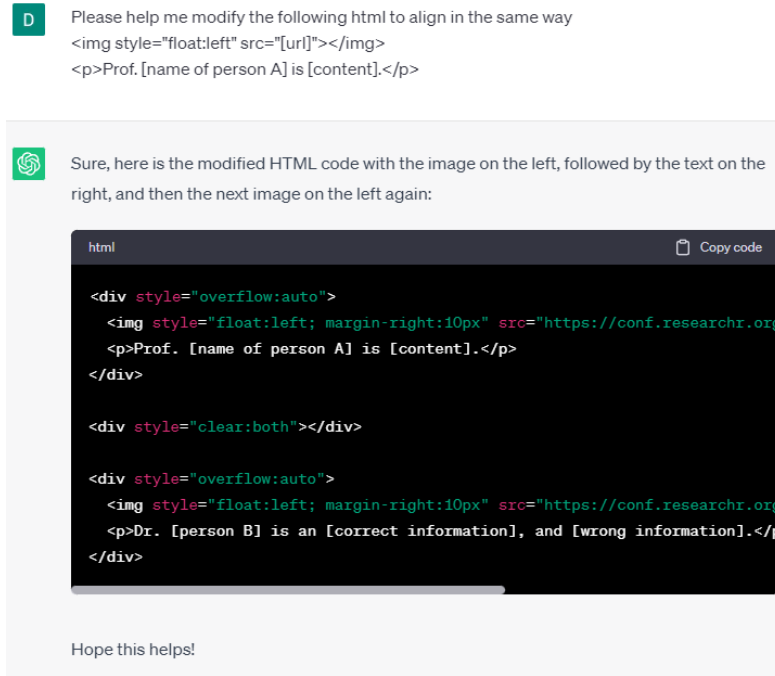 D
Please help me modify the following html to align in the same way
<img style="float:left" src="[url]"></img>
<p>Prof. [name of person A] is [content].</p>
Sure, here is the modified HTML code with the image on the left, followed by the text on the
right, and then the next image on the left again:
html
Copy code
<div style="overflow:auto">
<img style="float:left; margin-right:10px" src="https://conf.researchr.org
<p>Prof. [name of person A] is [content].</p>
</div>
<div style="clear:both"></div>
<div style="overflow:auto">
<img style="float:left; margin-right:10px" src="https://conf.researchr.org
<p>Dr. [person B] is an [correct information], and [wrong information].</p
</div>
Hope this helps!